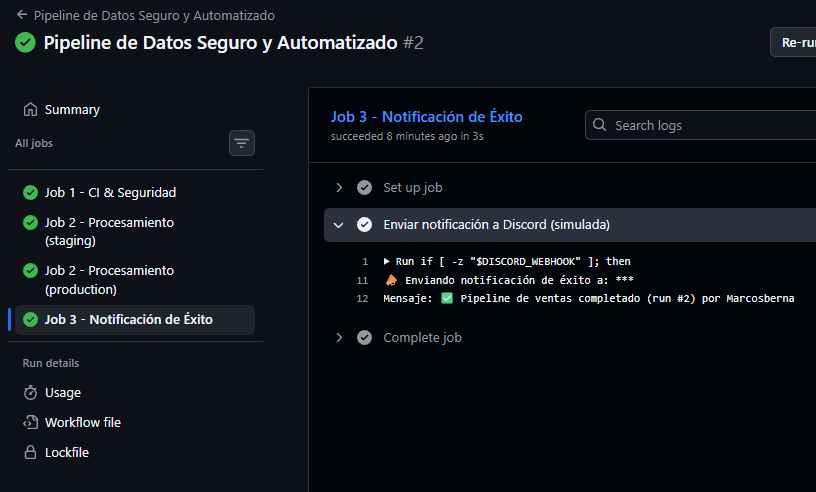 ← Pipeline de Datos Seguro y Automatizado
Pipeline de Datos Seguro y Automatizado #2
Summary
All jobs
Job 1 - CI & Seguridad
Job 2 - Procesamiento
(staging)
Job 2 - Procesamiento
(production)
Job 3 - Notificación de Éxito
Run details
Usage
Workflow file
Lockfile
Job 3 - Notificación de Éxito
succeeded 8 minutes ago in 3s
Search logs
Set up job
Enviar notificación a Discord (simulada)
1 ▶ Run if [ -z "$DISCORD_WEBHOOK" ]; then
11 📣 Enviando notificación de éxito a: ***
12 Mensaje: ✅ Pipeline de ventas completado (run #2) por Marcosberna
Complete job